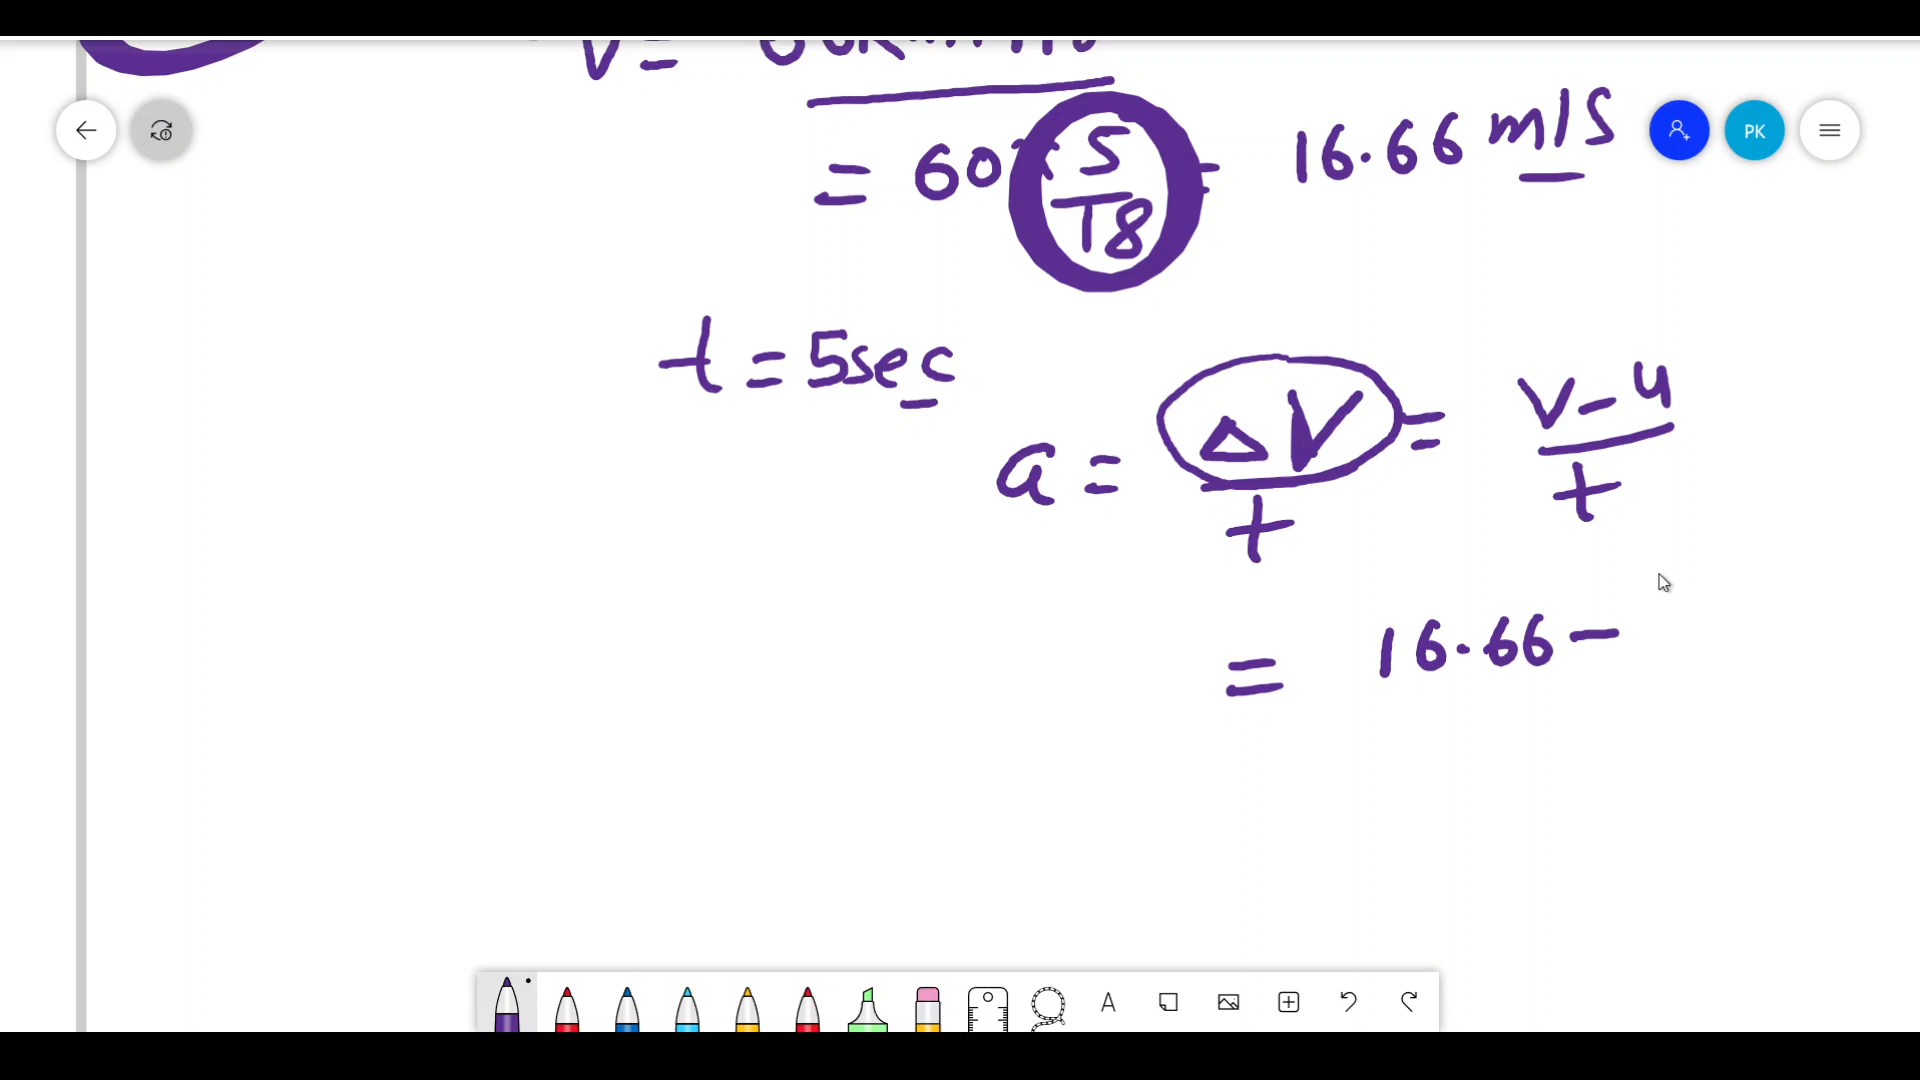 V =
= 60 × 5/18 = 16.66 m/s
PK
t = 5sec
a = ΔV/t = v-u/t
= 16.66 -
A